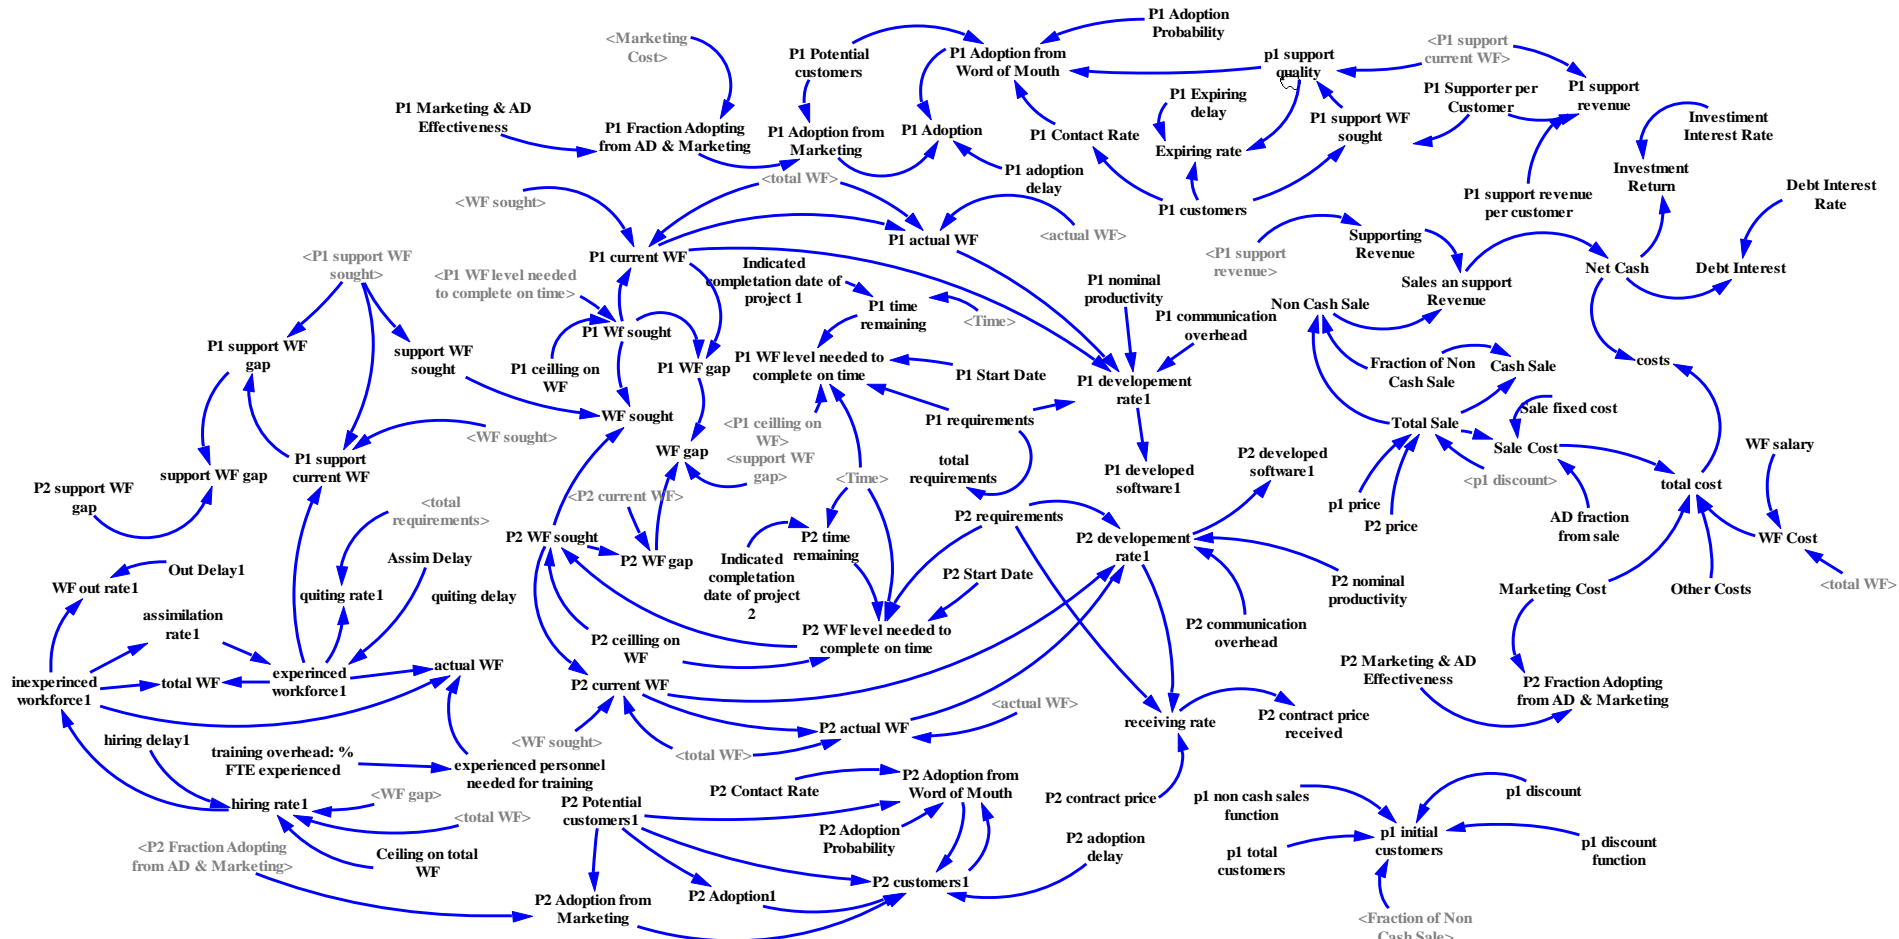 <Marketing
Cost>
P1 Potential
customers
P1 Adoption from
Word of Mouth
P1 Adoption
Probability
p1 support
quality
<P1 support
current WF>
P1 support
revenue
P1 Marketing & AD
Effectiveness
P1 Fraction Adopting
from AD & Marketing
P1 Adoption from
Marketing
P1 Adoption
P1 Contact Rate
P1 Expiring
delay
Expiring rate
P1 support WF
sought
P1 Supporter per
Customer
Investiment
Interest Rate
<total WF>
P1 adoption
delay
P1 customers
P1 support revenue
per customer
Investment
Return
Debt Interest
Rate
<WF sought>
P1 actual WF
<actual WF>
<P1 support
revenue>
Supporting
Revenue
Sales an support
Revenue
Net Cash
Debt Interest
<P1 support WF
sought>
P1 current WF
<P1 WF level needed
to complete on time>
Indicated
completation date of
project 1
P1 time
remaining
<Time>
P1 nominal
productivity
P1 communication
overhead
Non Cash Sale
P1 support WF
gap
support WF
sought
P1 Wf sought
P1 ceilling on
WF
P1 WF gap
P1 WF level needed to
complete on time
P1 Start Date
P1 developement
rate1
Fraction of Non
Cash Sale
Cash Sale
costs
WF sought
<WF sought>
<P1 ceilling on
WF>
<support WF
gap>
P1 requirements
Total Sale
Sale fixed cost
Sale Cost
<p1 discount>
WF salary
support WF gap
P1 support
current WF
WF gap
<Time>
total
requirements
P1 developed
software1
P2 developed
software1
p1 price
P2 price
AD fraction
from sale
total cost
P2 support WF
gap
<total
requirements>
<P2 current WF>
P2 WF sought
P2 WF gap
P2 time
remaining
P2 requirements
P2 development
rate1
WF Cost
<total WF>
WF out rate1
Out Delay1
Assim Delay
quiting rate1
quiting delay
Indicated
completation
date of project
2
P2 Start Date
P2 nominal
productivity
Marketing Cost
Other Costs
assimilation
rate1
P2 ceilling on
WF
P2 WF level needed to
complete on time
P2 communication
overhead
inexperinced
workforce1
total WF
experinced
workforce1
actual WF
P2 current WF
P2 Marketing & AD
Effectiveness
P2 Fraction Adopting
from AD & Marketing
hiring delay1
training overhead: %
FTE experienced
experienced personnel
needed for training
<WF sought>
<total WF>
P2 actual WF
<actual WF>
receiving rate
P2 contract price
received
hiring rate1
<WF gap>
<total WF>
Ceiling on total
WF
P2 Potential
customers1
P2 Contact Rate
P2 Adoption from
Word of Mouth
P2 contract price
p1 non cash sales
function
p1 discount
<P2 Fraction Adopting
from AD & Marketing>
P2 Adoption
Probability
P2 adoption
delay
p1 total
customers
p1 initial
customers
p1 discount
function
P2 Adoption from
Marketing
P2 Adoption1
P2 customers1
<Fraction of Non
Cash Sale>